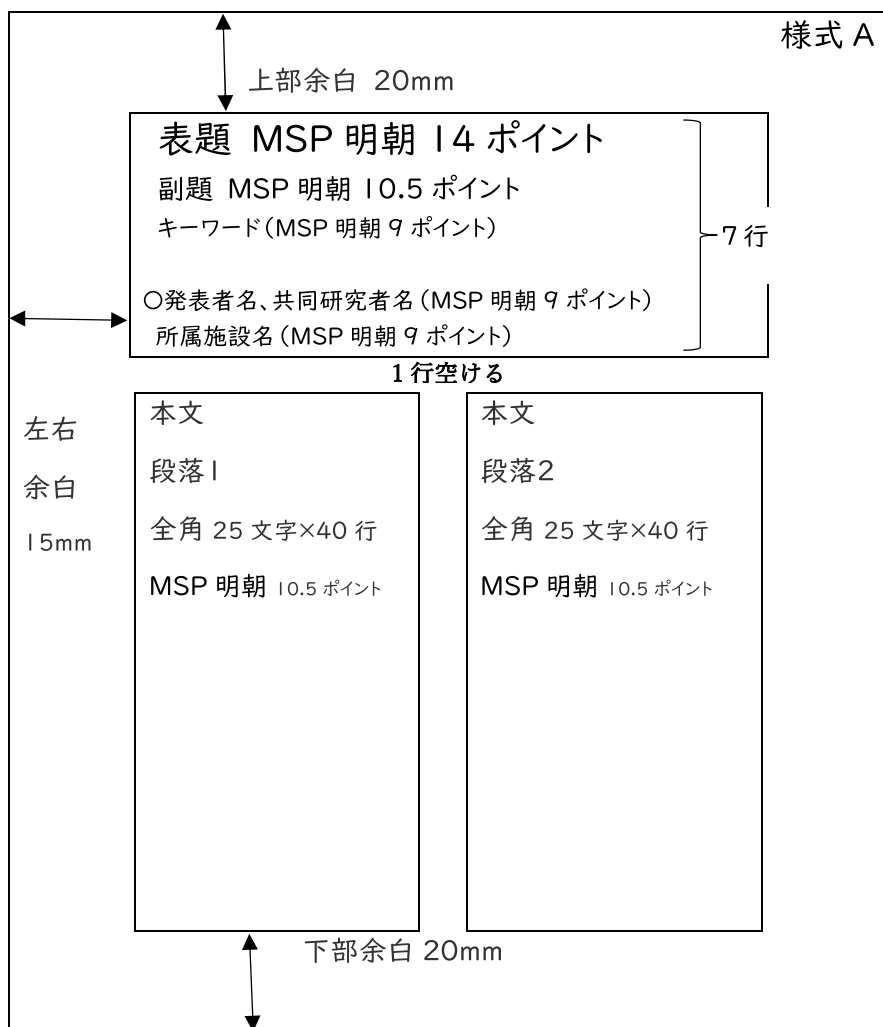 様式 A
上部余白 20mm
表題 MSP 明朝 14 ポイント
副題 MSP 明朝 10.5 ポイント
キーワード(MSP 明朝 9 ポイント)
7 行
〇発表者名、共同研究者名(MSP 明朝 9 ポイント)
所属施設名(MSP 明朝 9 ポイント)
1 行空ける
左右
余白
15mm
本文
段落1
全角 25 文字×40 行
MSP 明朝 10.5 ポイント
本文
段落2
全角 25 文字×40 行
MSP 明朝 10.5 ポイント
下部余白 20mm